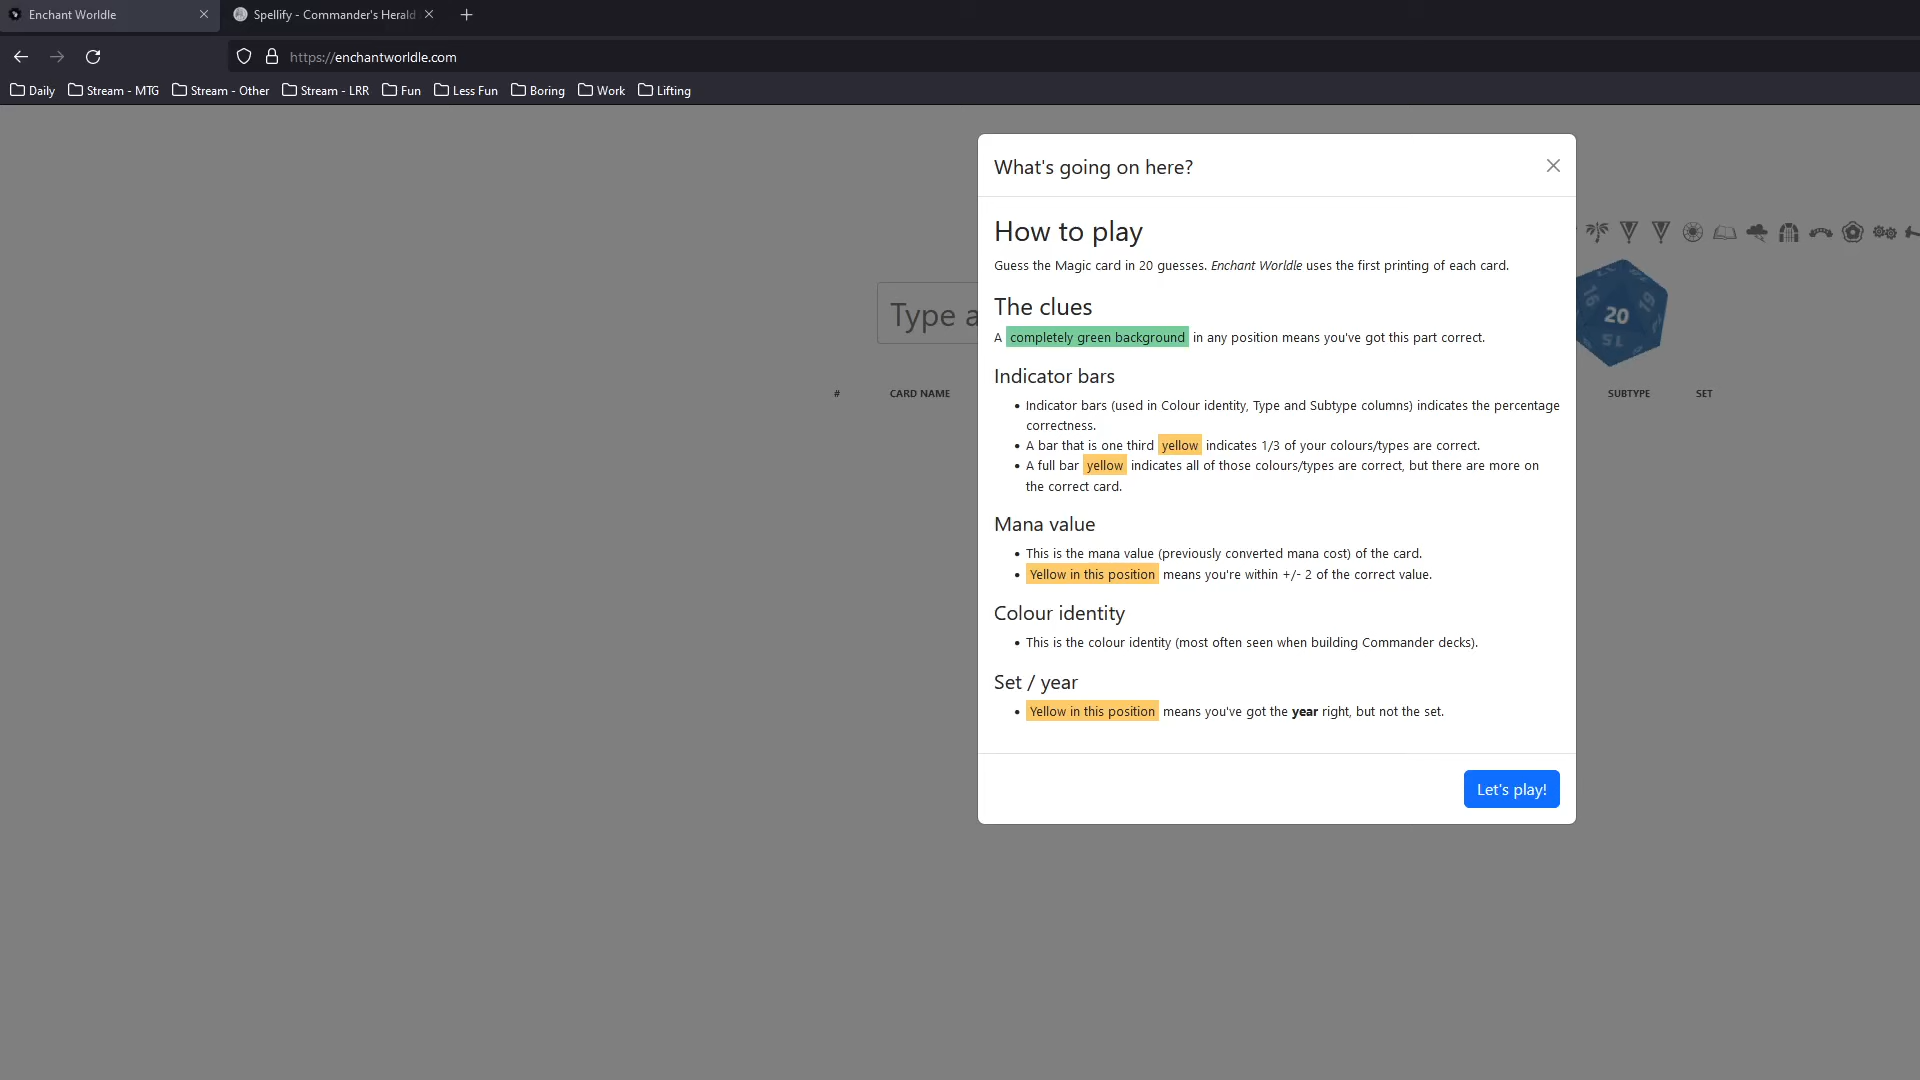 Enchant Worldle
Spellify - Commander's Herald
https://enchantworldle.com
Daily
Stream - MTG
Stream - Other
Stream - LRR
Fun
Less Fun
Boring
Work
Lifting
What's going on here?
How to play
Guess the Magic card in 20 guesses. Enchant Worldle uses the first printing of each card.
The clues
A completely green background in any position means you've got this part correct.
Indicator bars
• Indicator bars (used in Colour identity, Type and Subtype columns) indicates the percentage
correctness.
• A bar that is one third yellow indicates 1/3 of your colours/types are correct.
• A full bar yellow indicates all of those colours/types are correct, but there are more on
the correct card.
Mana value
• This is the mana value (previously converted mana cost) of the card.
• Yellow in this position means you're within +/- 2 of the correct value.
Colour identity
• This is the colour identity (most often seen when building Commander decks).
Set / year
• Yellow in this position means you've got the year right, but not the set.
Let's play!
Type a
16 20 19 15
# CARD NAME SUBTYPE SET